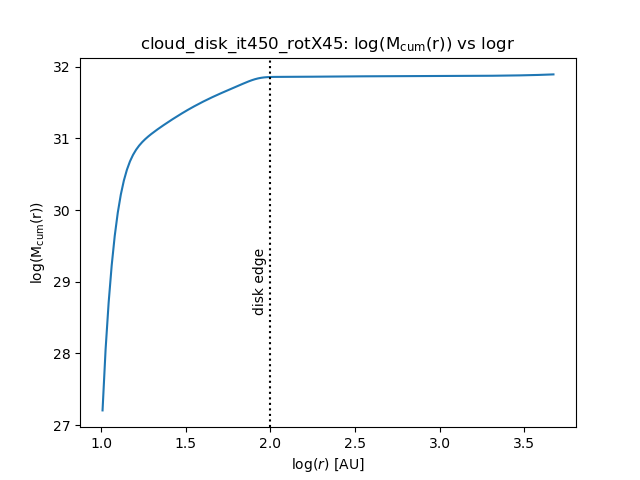 cloud_disk_it450_rotX45: log(M_cum(r)) vs logr
log(M_cum(r))
32
31
30
29
28
27
disk edge
1.0 1.5 2.0 2.5 3.0 3.5
log(r) [AU]